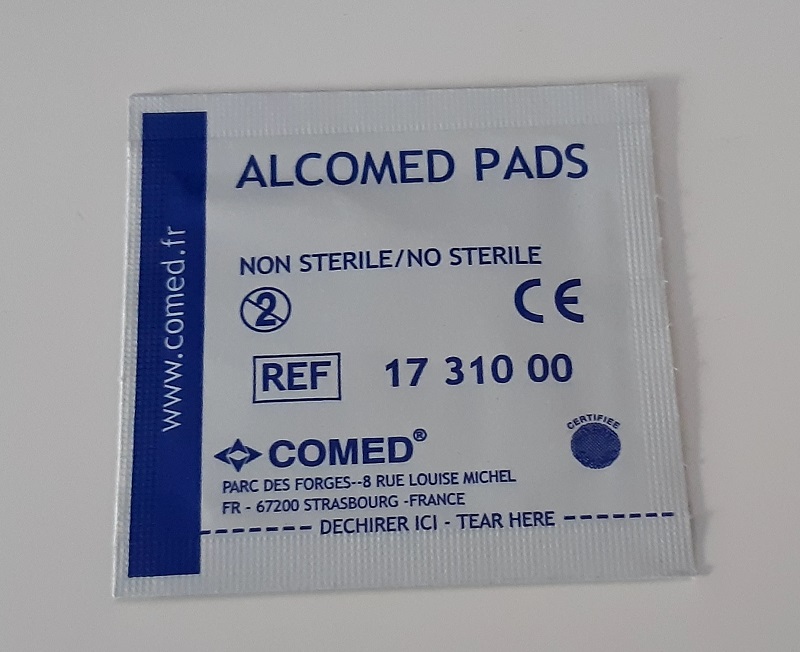 ALCOMED PADS
www.comed.fr
NON STERILE/NO STERILE
2
CE
REF 17 310 00
CERTIFIEE
COMED®
PARC DES FORGES--8 RUE LOUISE MICHEL
FR - 67200 STRASBOURG -FRANCE
DECHIRER ICI - TEAR HERE